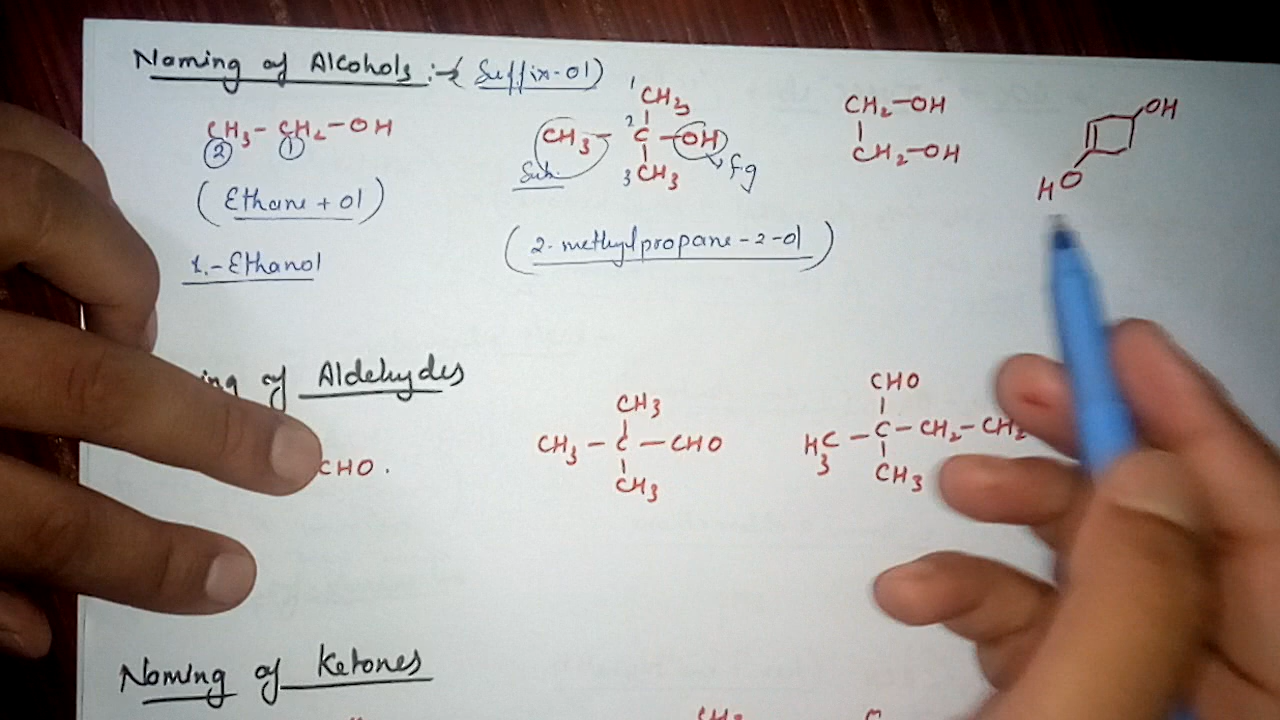 Naming of Alcohols :-( Suffix-ol)
CH3- CH2-OH
2 1
(Ethane + ol)
1.-Ethanol
1 CH3
CH3- 2 C -OH
Sub. 3 CH3 fg
(2-methylpropane-2-ol)
CH2-OH
CH2-OH
OH
HO
ing of Aldehydes
CHO.
CH3
CH3 - C - CHO
CH3
CHO
H3C - C - CH2- CH2
CH3
Naming of Ketones